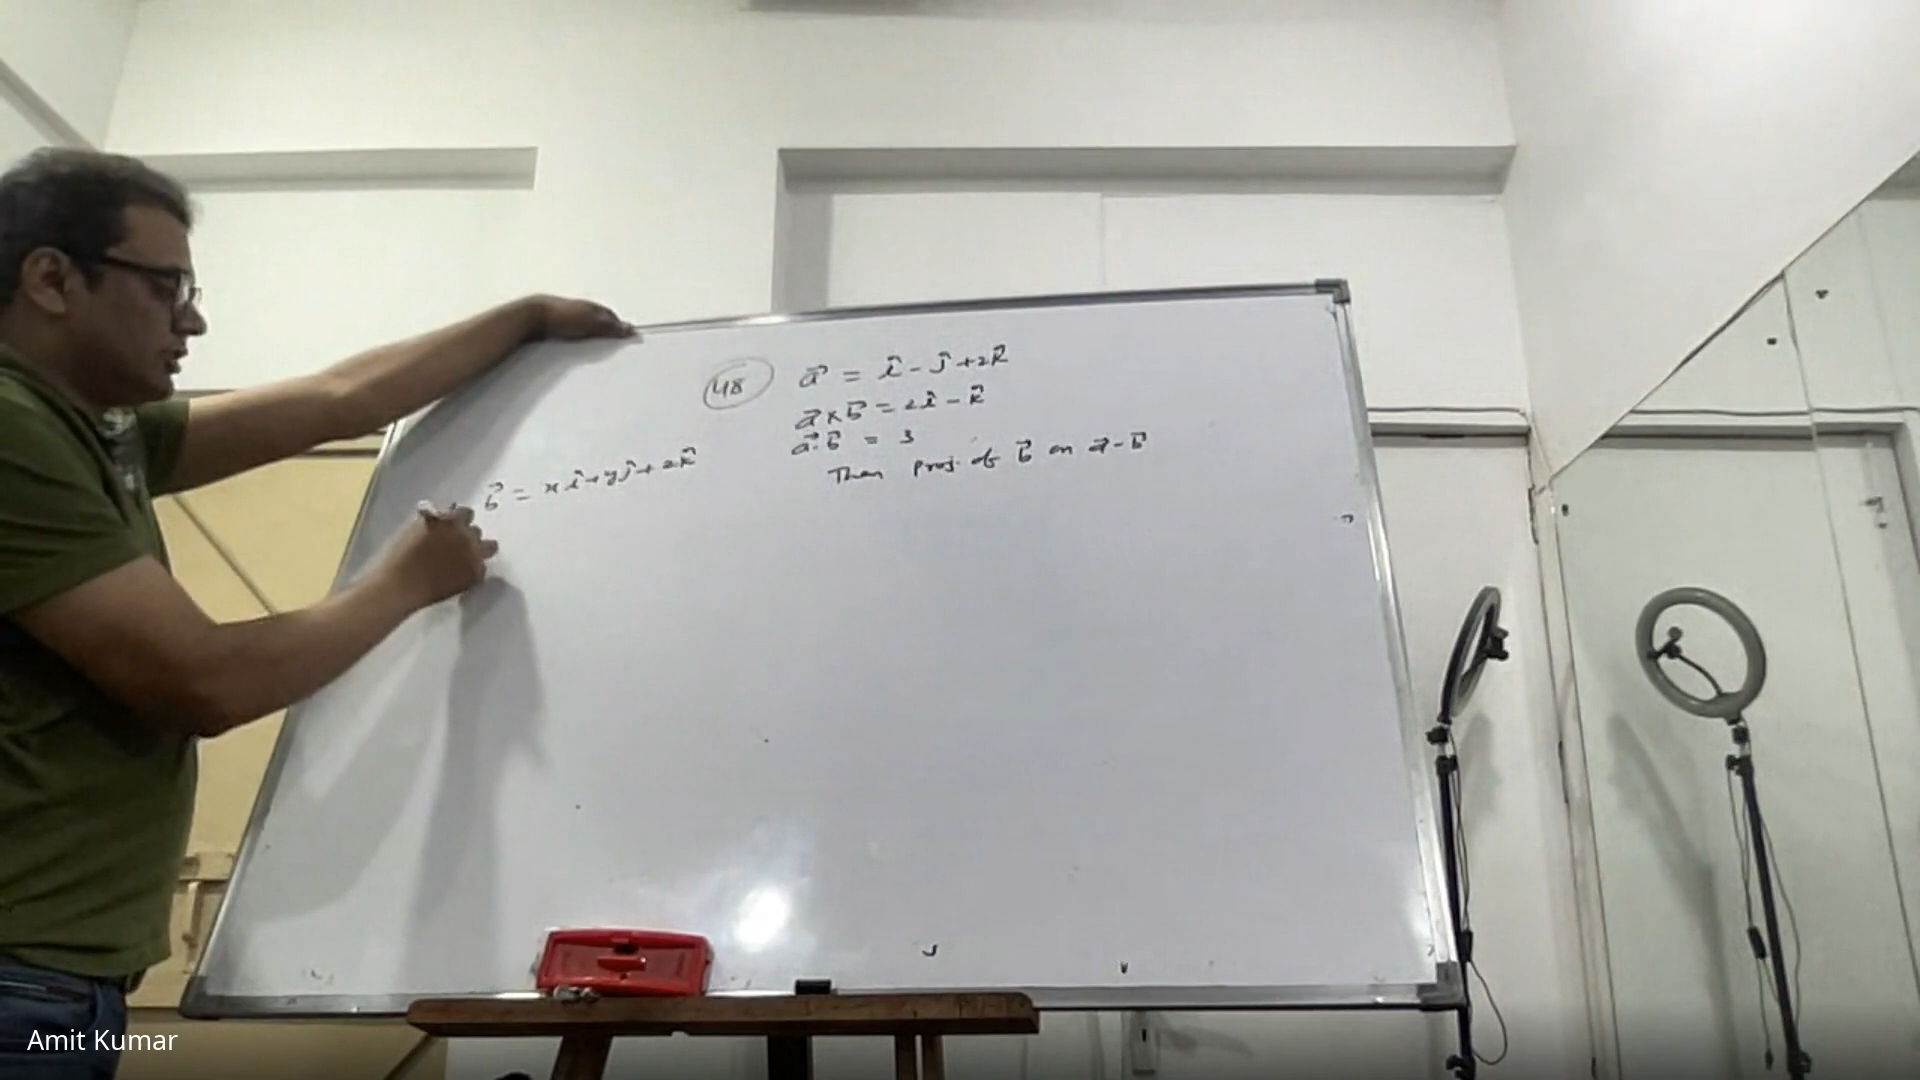 48 a⃗ = î - ĵ + 2k̂
a⃗ x b⃗ = 2î - k̂
a⃗.b⃗ = 3
Then proj. of b⃗ on a⃗ - b⃗
b⃗ = xî + yĵ + zk̂
Amit Kumar